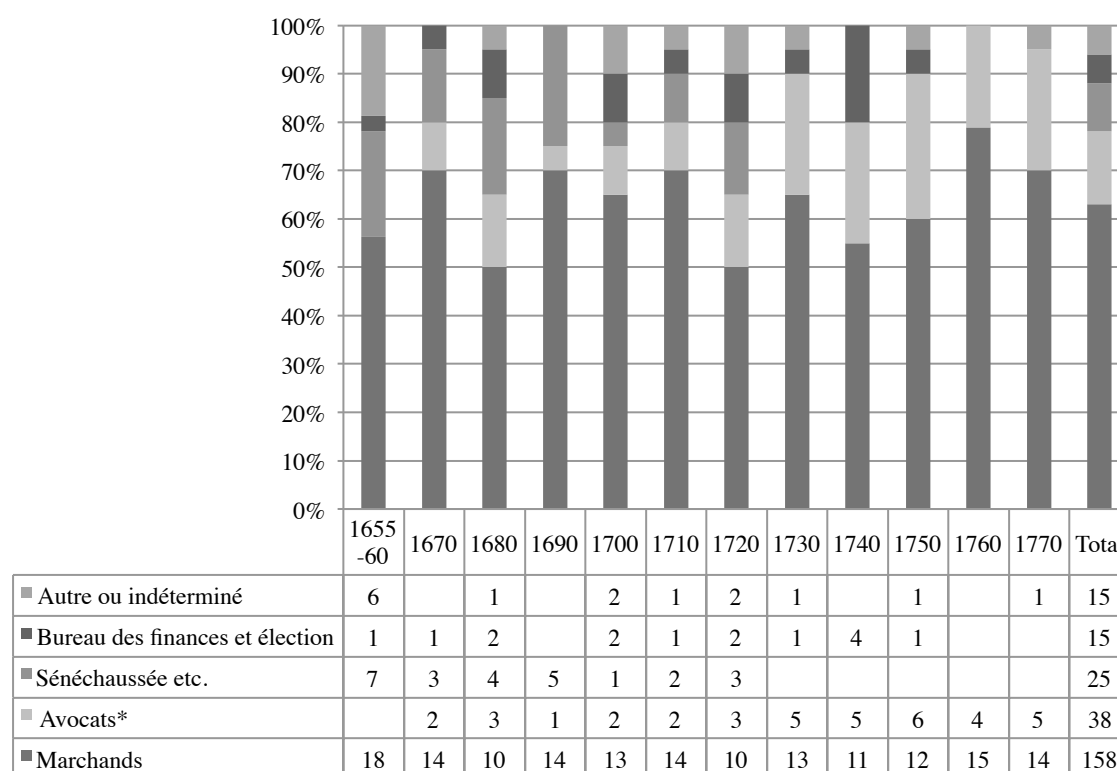 100%
90%
80%
70%
60%
50%
40%
30%
20%
10%
0%
1655 -60 1670 1680 1690 1700 1710 1720 1730 1740 1750 1760 1770 Tota
Autre ou indéterminé 6 1 2 1 2 1 1 1 15
Bureau des finances et élection 1 1 2 2 1 2 1 4 1 15
Sénéchaussée etc. 7 3 4 5 1 2 3 25
Avocats* 2 3 1 2 2 3 5 5 6 4 5 38
Marchands 18 14 10 14 13 14 10 13 11 12 15 14 158